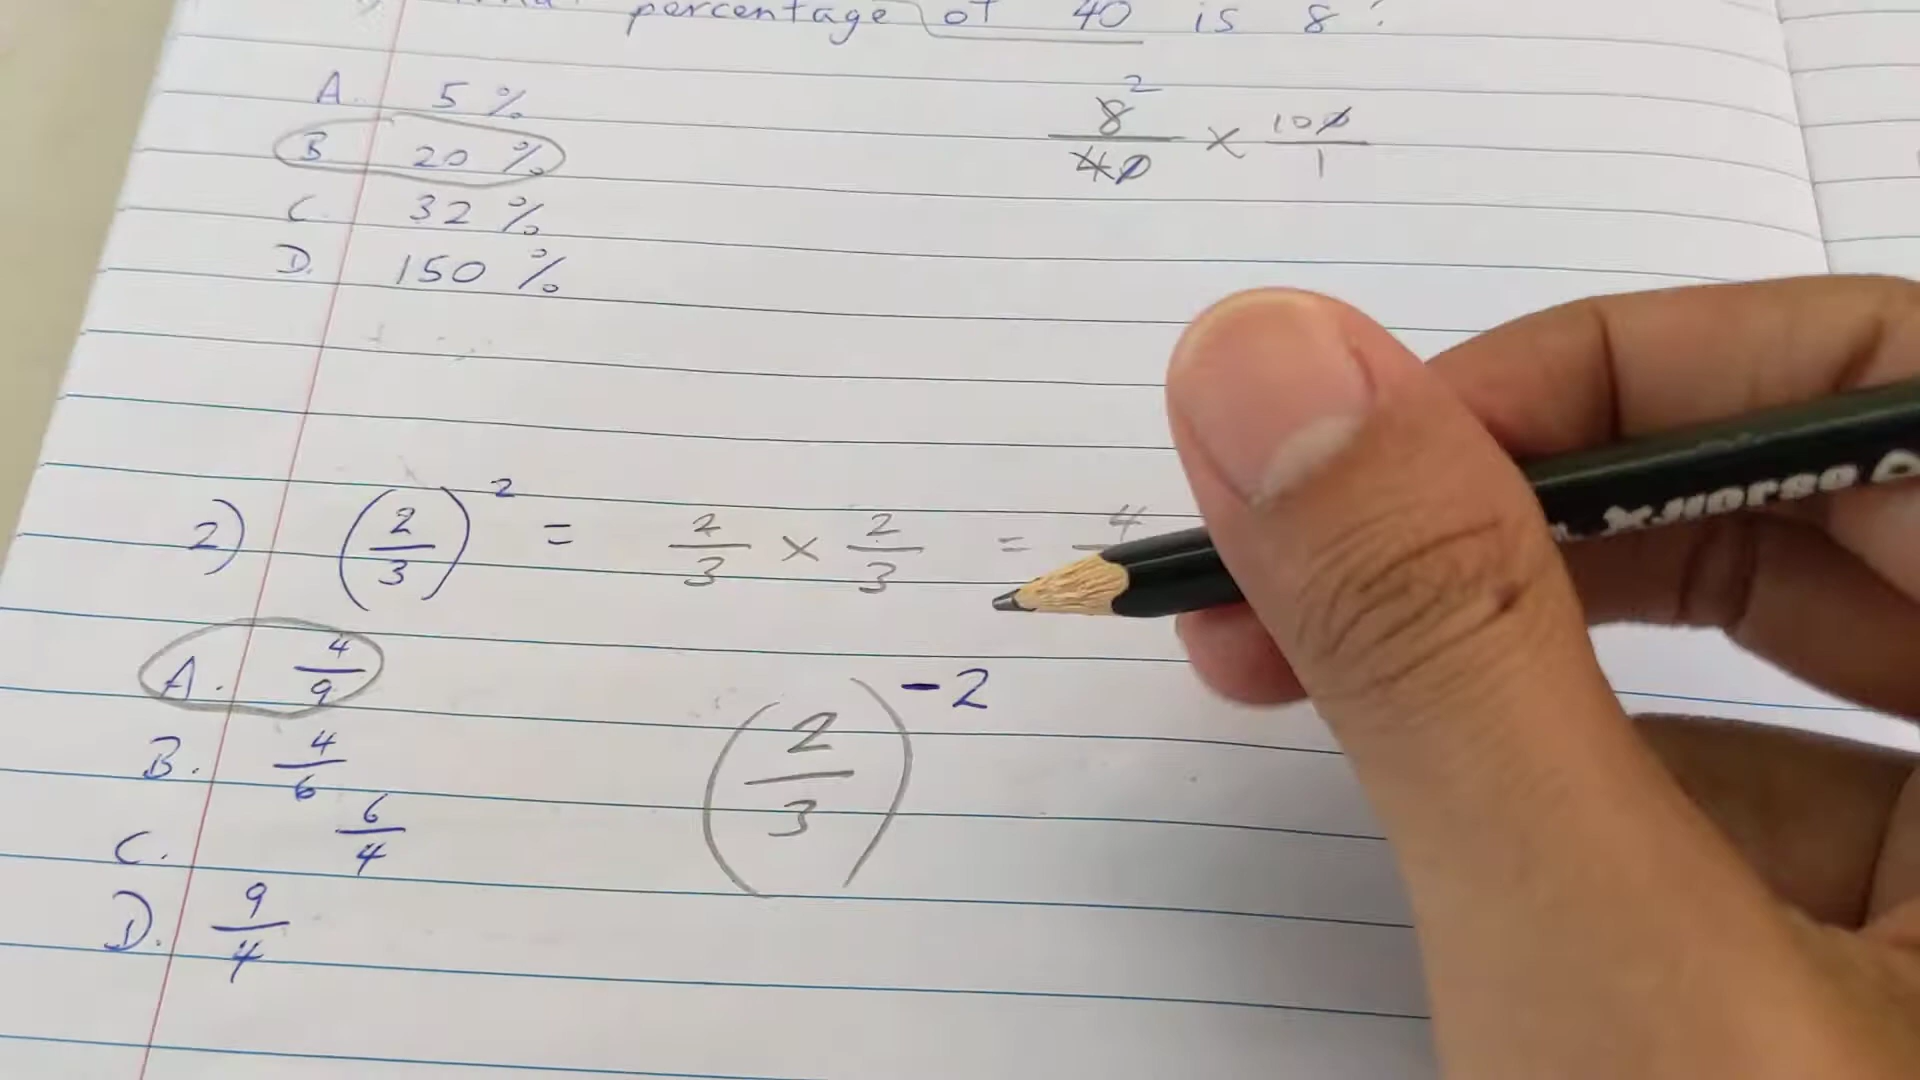 percentage of 40 is 8?
A. 5 %
B 20 %
C. 32 %
D. 150 %
8 2 / 40 × 100 / 1
2) (2/3)^2 = 2/3 × 2/3 = 4
A. 4/9
B. 4/6
C. 6/4
D. 9/4
(2/3)^-2
Horse